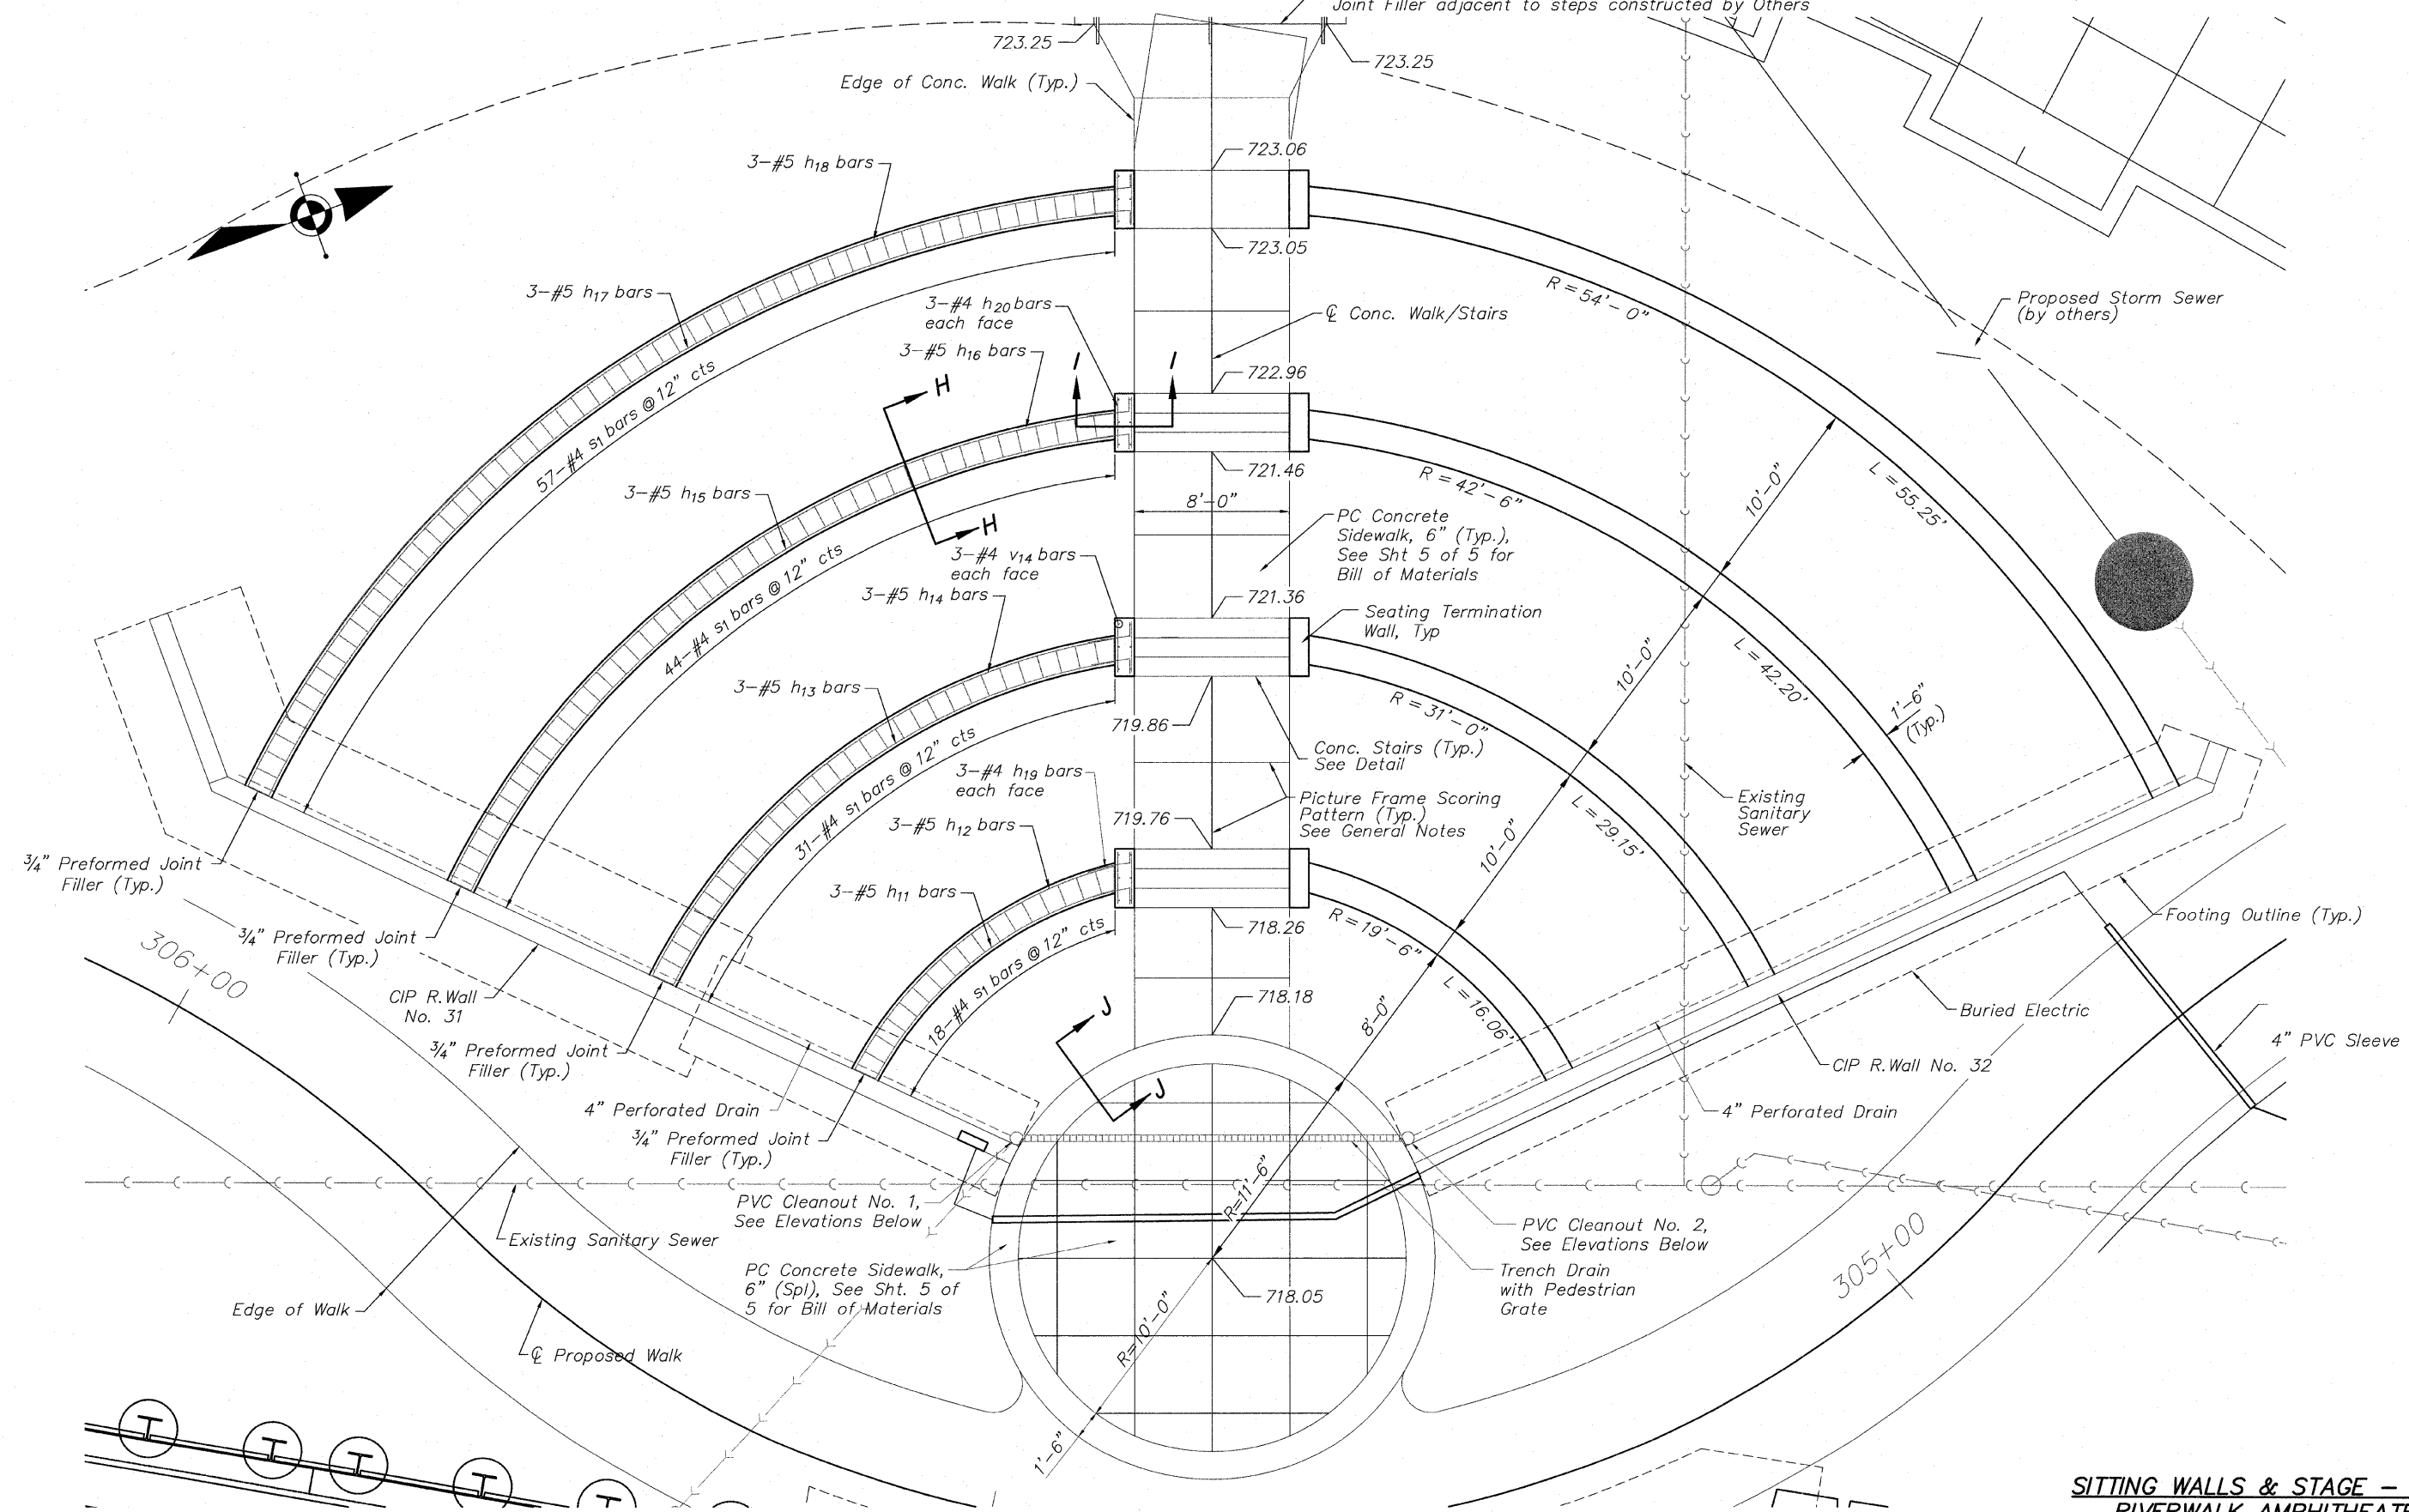 Joint Filler adjacent to steps constructed by Others
723.25
723.25
Edge of Conc. Walk (Typ.)
723.06
3-#5 h18 bars
723.05
3-#5 h17 bars
3-#4 h20 bars
each face
℄ Conc. Walk/Stairs
R = 54'-0"
Proposed Storm Sewer
(by others)
3-#5 h16 bars
I
I
722.96
H
57-#4 s1 bars @ 12" cts
721.46
R = 42'-6"
10'-0"
L = 55.25'
3-#5 h15 bars
8'-0"
H
PC Concrete
Sidewalk, 6" (Typ.),
See Sht 5 of 5 for
Bill of Materials
3-#4 v14 bars
each face
44-#4 s1 bars @ 12" cts
3-#5 h14 bars
721.36
Seating Termination
Wall, Typ
10'-0"
L = 42.20'
3-#5 h13 bars
R = 31'-0"
1'-6"
(Typ.)
719.86
Conc. Stairs (Typ.)
See Detail
31-#4 s1 bars @ 12" cts
3-#4 h19 bars
each face
Picture Frame Scoring
Pattern (Typ.)
See General Notes
Existing
Sanitary
Sewer
719.76
3-#5 h12 bars
10'-0"
L = 29.15'
3/4" Preformed Joint
Filler (Typ.)
3-#5 h11 bars
R = 19'-6"
Footing Outline (Typ.)
718.26
3/4" Preformed Joint
Filler (Typ.)
306+00
18-#4 s1 bars @ 12" cts
CIP R.Wall
No. 31
718.18
L = 16.06'
8'-0"
Buried Electric
J
4" PVC Sleeve
3/4" Preformed Joint
Filler (Typ.)
CIP R.Wall No. 32
J
4" Perforated Drain
4" Perforated Drain
3/4" Preformed Joint
Filler (Typ.)
R=11'-6"
PVC Cleanout No. 1,
See Elevations Below
PVC Cleanout No. 2,
See Elevations Below
Existing Sanitary Sewer
305+00
PC Concrete Sidewalk,
6" (Spl), See Sht. 5 of
5 for Bill of Materials
Trench Drain
with Pedestrian
Grate
718.05
Edge of Walk
R=10'-0"
℄ Proposed Walk
1'-6"
T
T
T
T
T
SITTING WALLS & STAGE -
RIVERWALK AMPHITHEATE